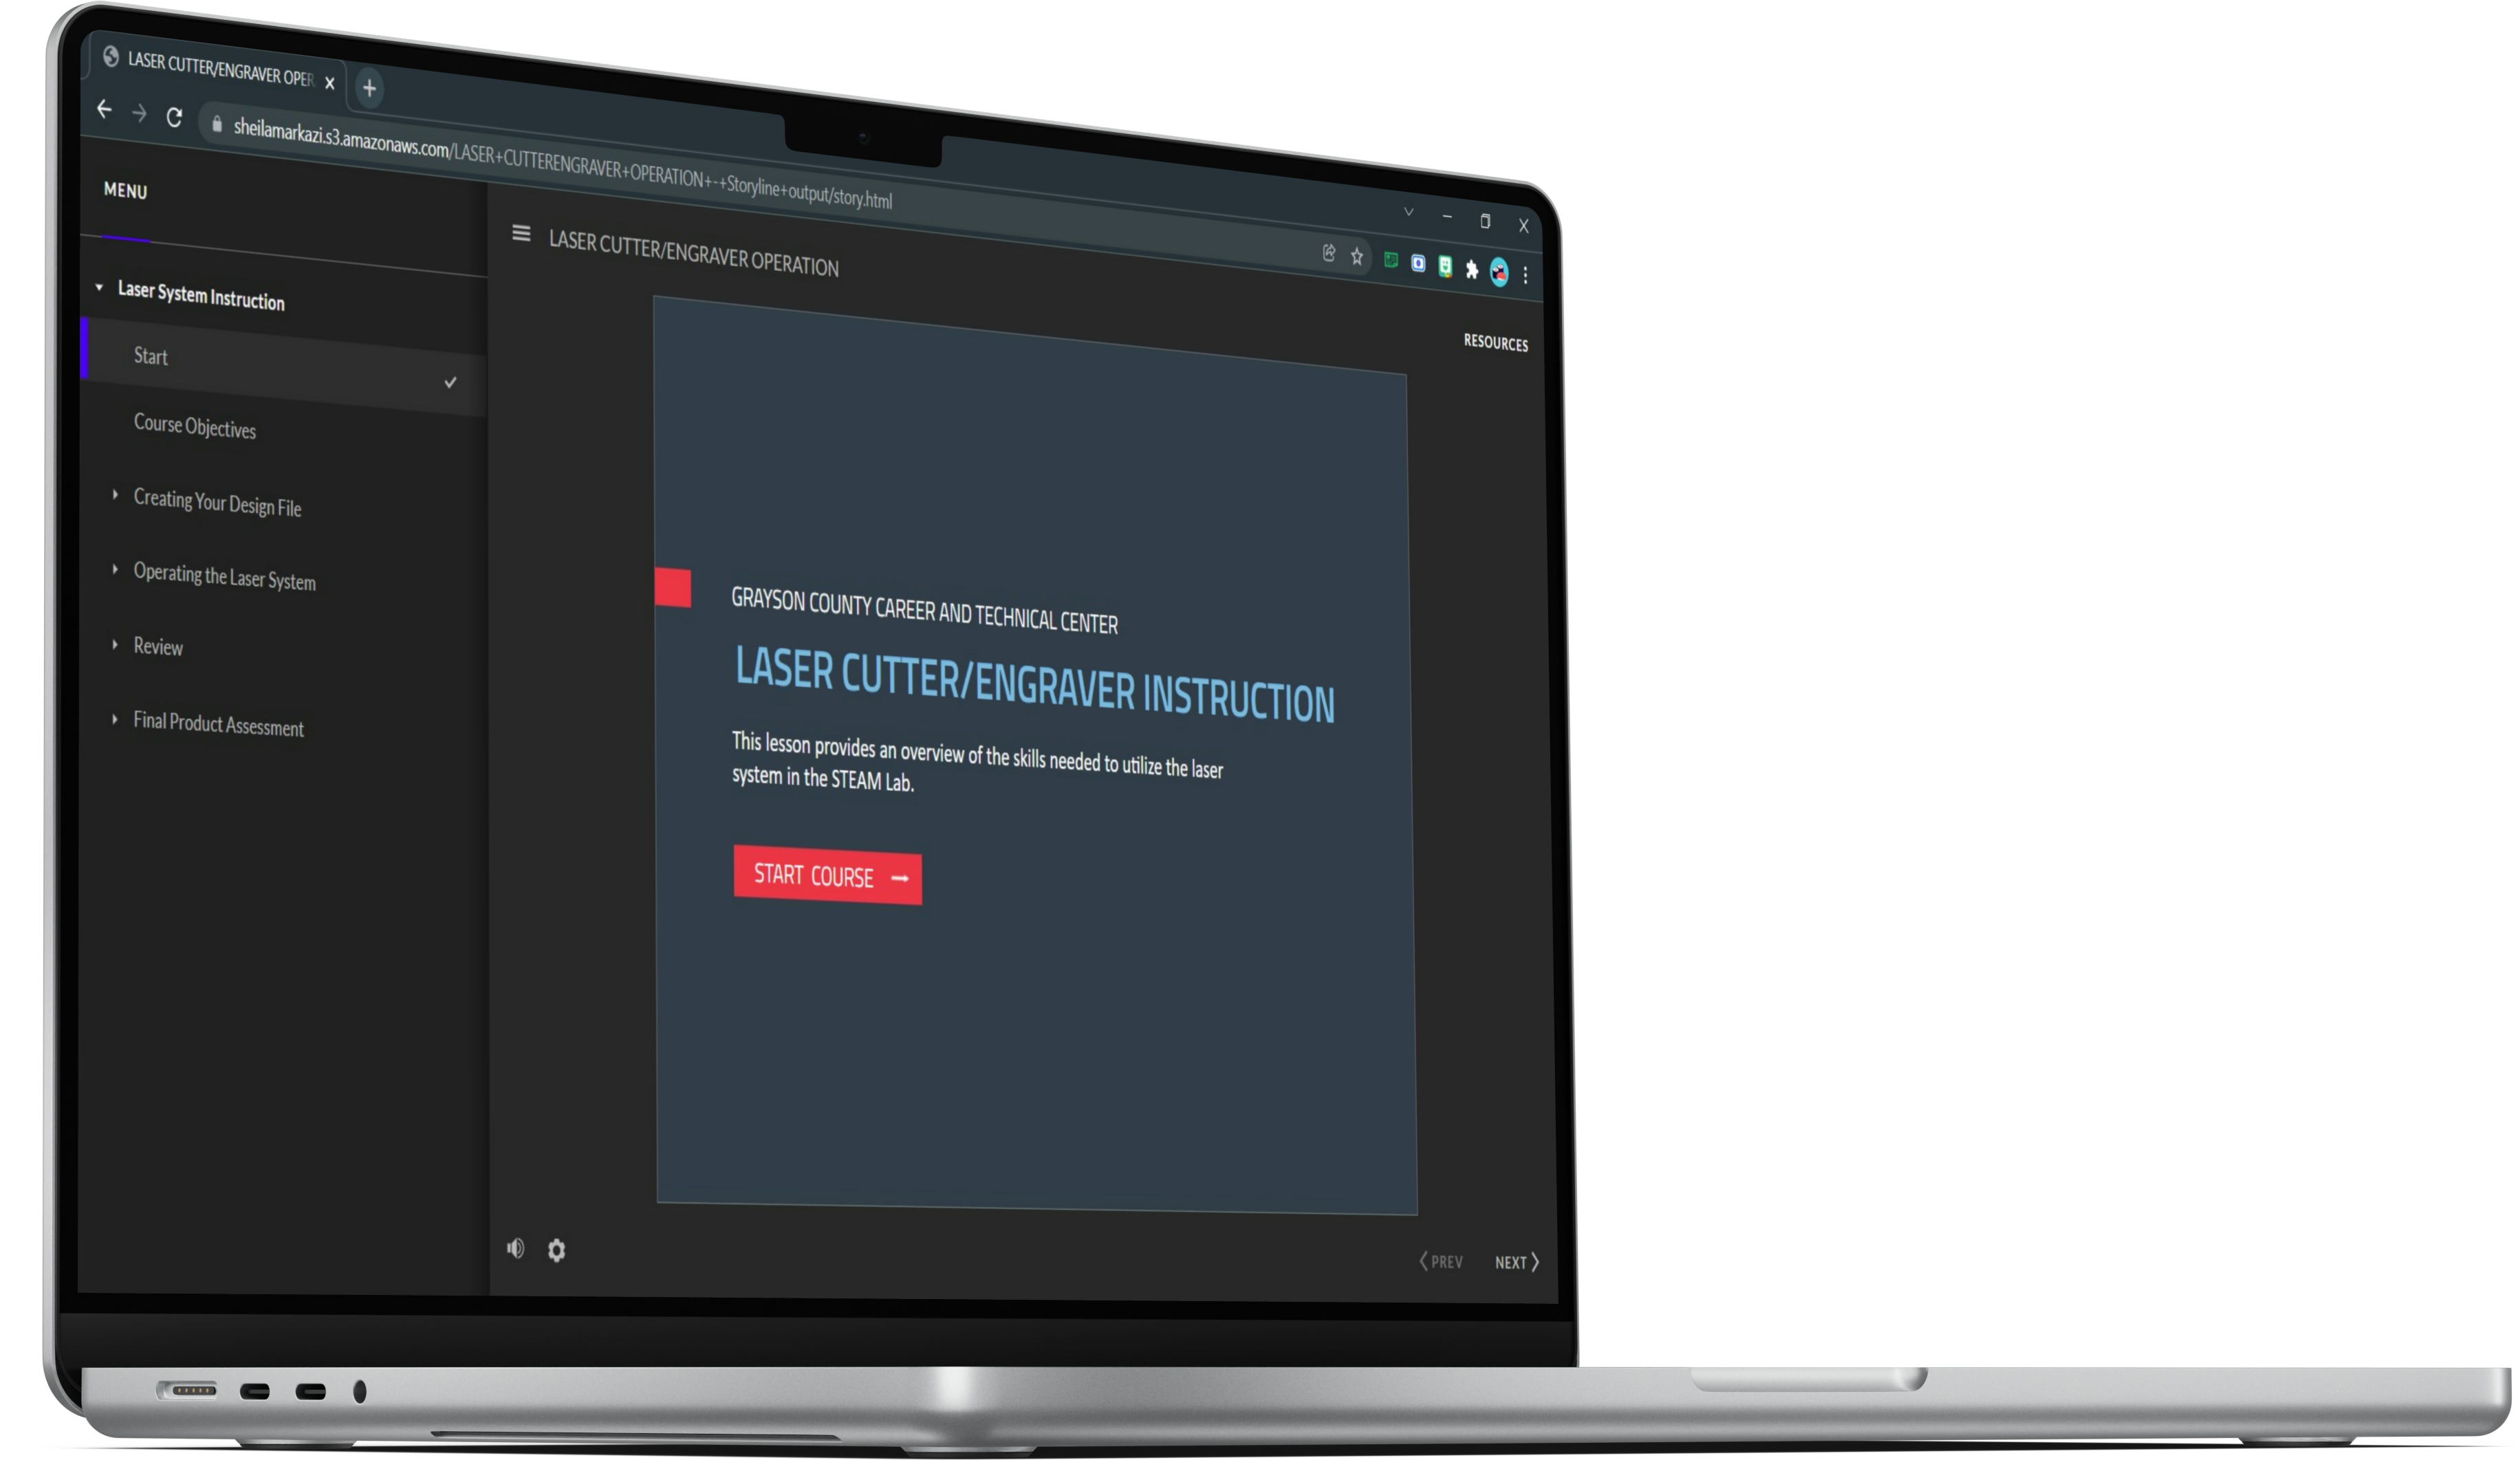 LASER CUTTER/ENGRAVER OPER
sheilamarkazi.s3.amazonaws.com/LASER+CUTTERENGRAVER+OPERATION+-+Storyline+output/story.html
MENU
Laser System Instruction
Start
Course Objectives
Creating Your Design File
Operating the Laser System
Review
Final Product Assessment
LASER CUTTER/ENGRAVER OPERATION
RESOURCES
GRAYSON COUNTY CAREER AND TECHNICAL CENTER
LASER CUTTER/ENGRAVER INSTRUCTION
This lesson provides an overview of the skills needed to utilize the laser
system in the STEAM Lab.
START COURSE
PREV
NEXT